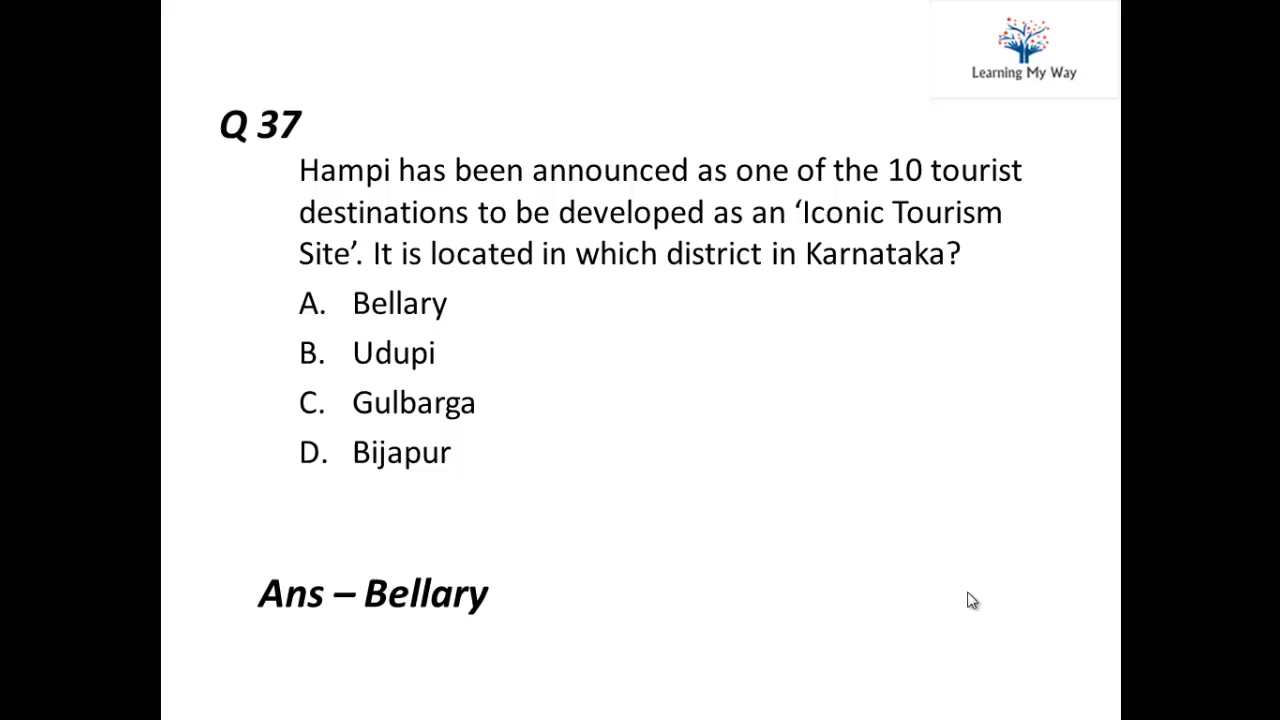 Learning My Way
Q 37
Hampi has been announced as one of the 10 tourist
destinations to be developed as an ‘Iconic Tourism
Site’. It is located in which district in Karnataka?
A. Bellary
B. Udupi
C. Gulbarga
D. Bijapur
Ans – Bellary